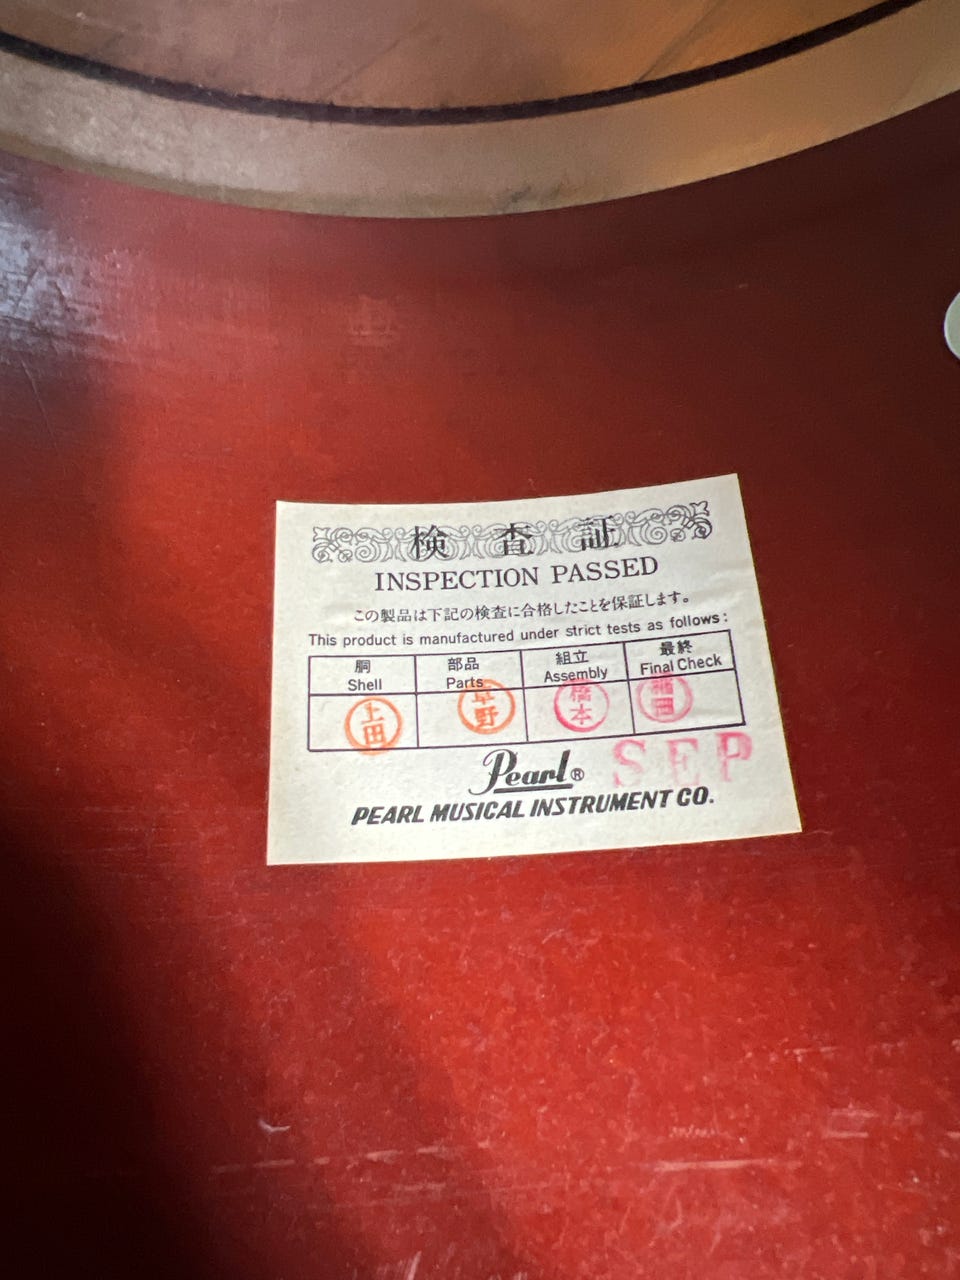 検査証
INSPECTION PASSED
この製品は下記の検査に合格したことを保証します。
This product is manufactured under strict tests as follows:
胴 部品 組立 最終
Shell Parts Assembly Final Check
上田 草野 橋本
SEP
Pearl®
PEARL MUSICAL INSTRUMENT CO.